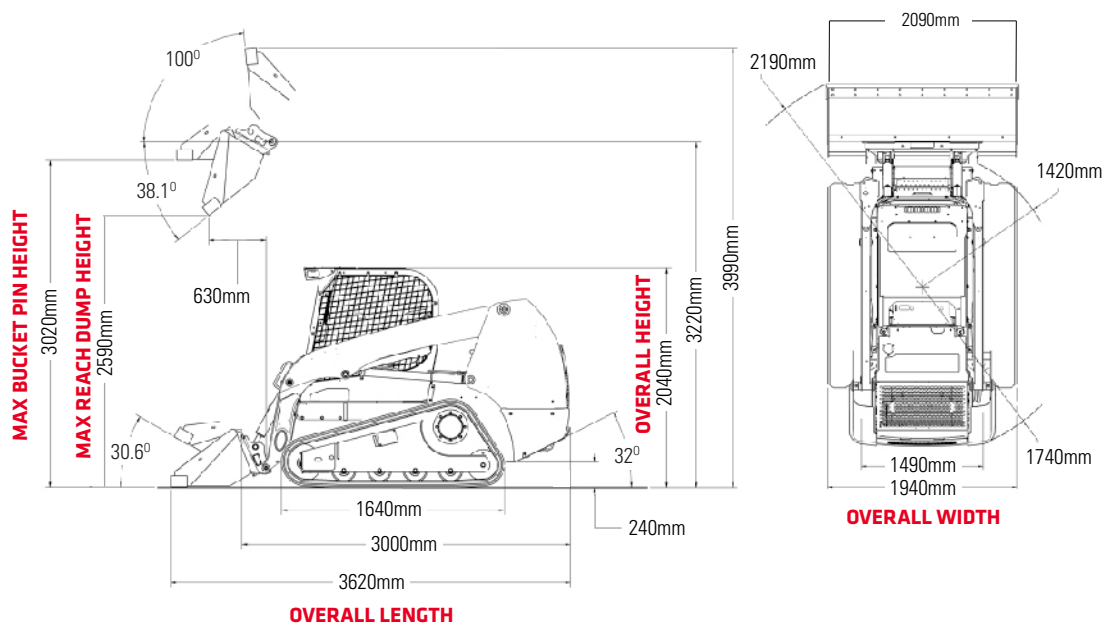 100⁰
38.1⁰
630mm
MAX BUCKET PIN HEIGHT
3020mm
MAX REACH DUMP HEIGHT
2590mm
30.6⁰
OVERALL HEIGHT
2040mm
3220mm
3990mm
32⁰
240mm
1640mm
3000mm
3620mm
OVERALL LENGTH
2090mm
2190mm
1420mm
1740mm
1490mm
1940mm
OVERALL WIDTH